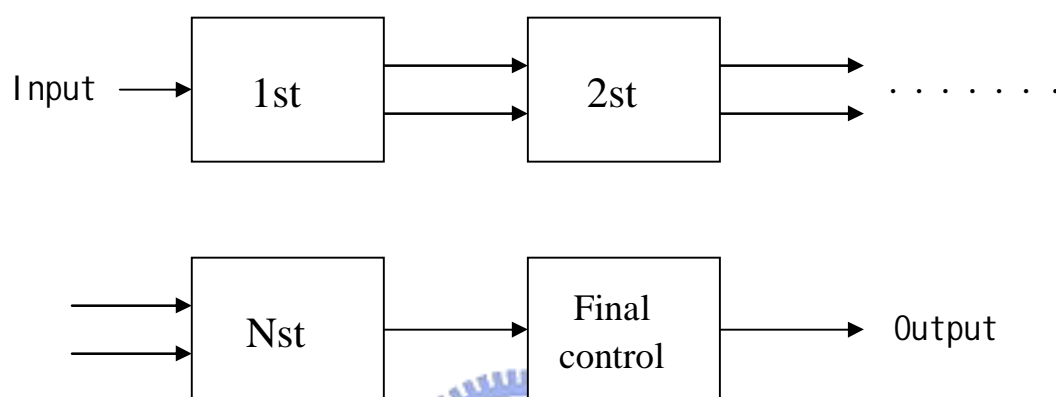 Input
1st
2st
. . . . . . .
Nst
Final
control
Output